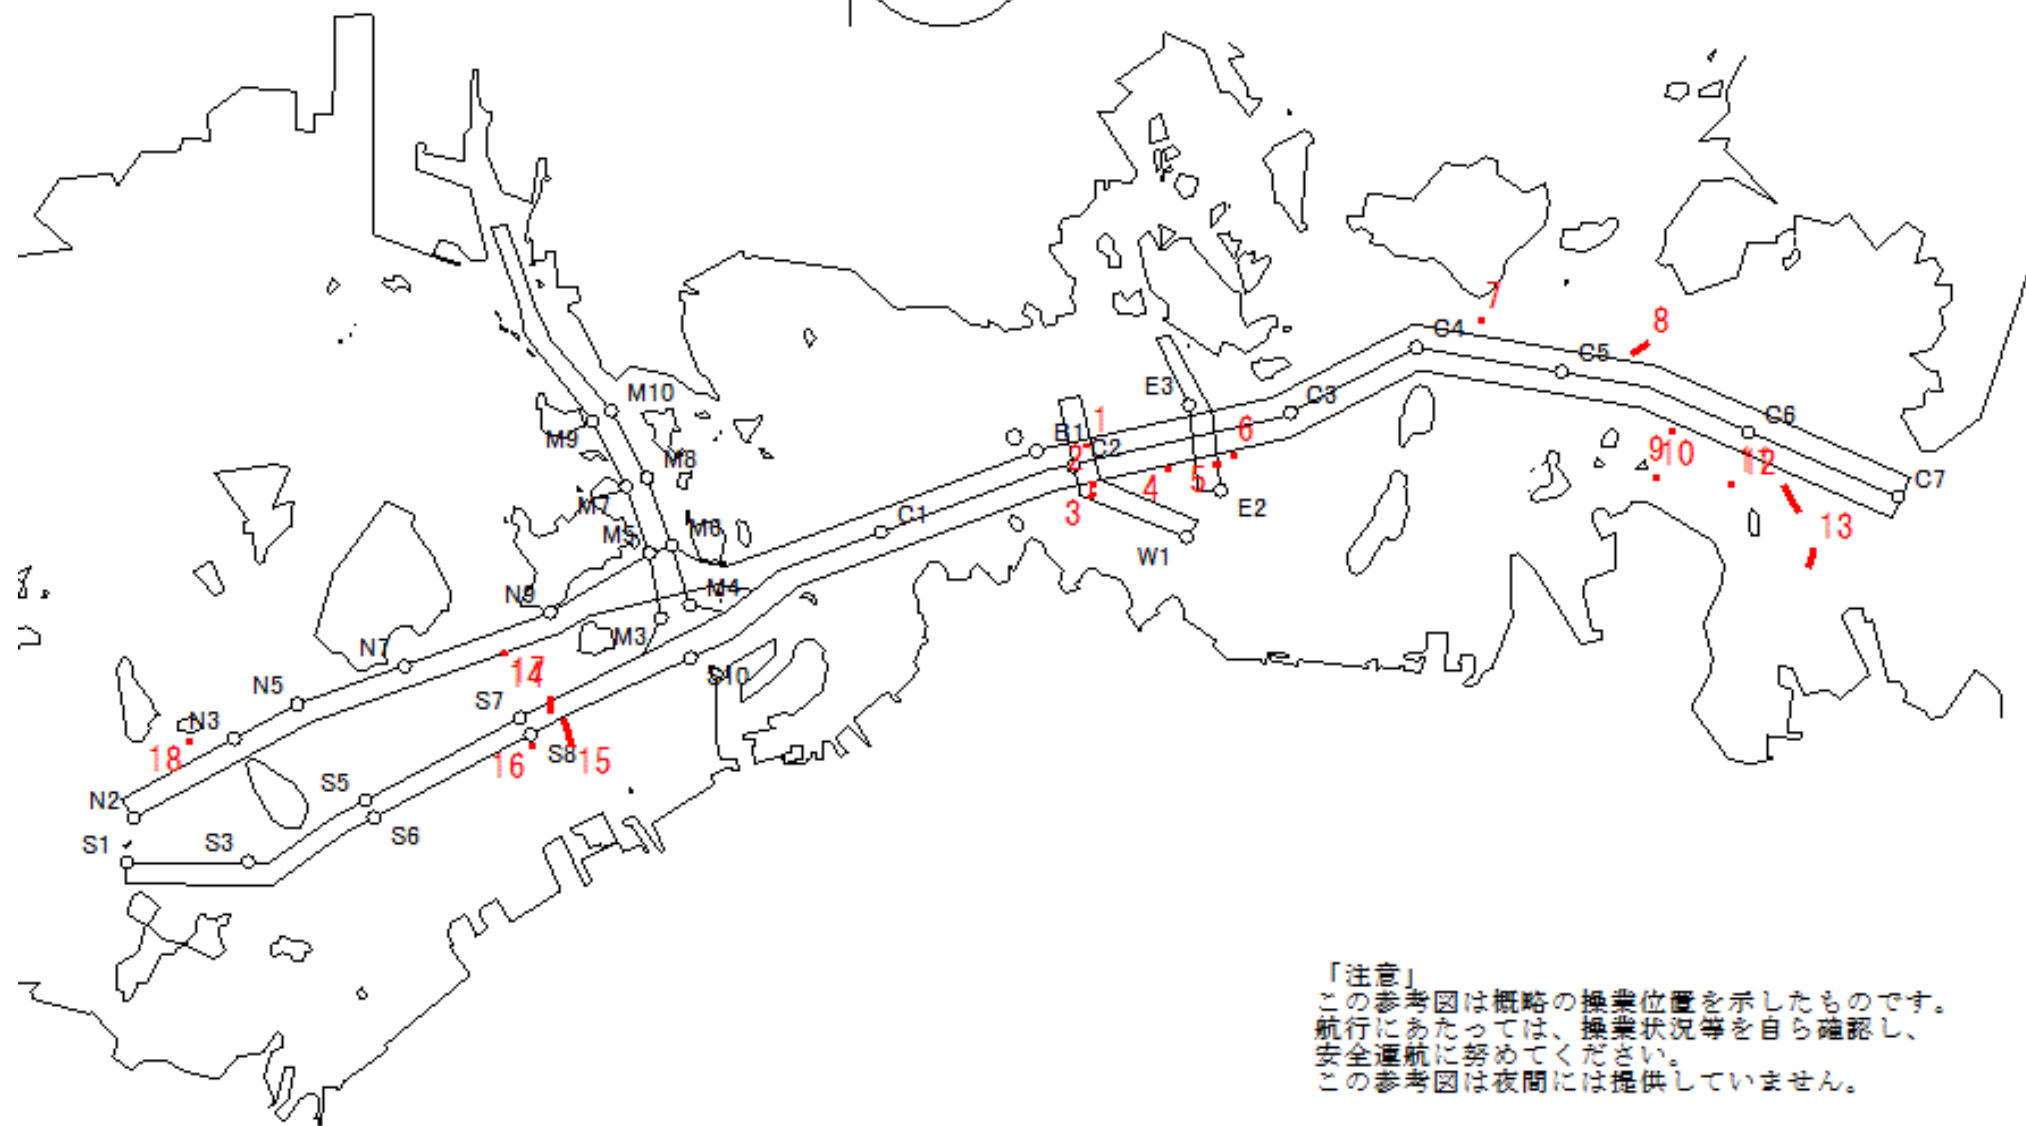 7
8
C4
C5
M10
E3
C3
1
6
C6
M9
B1
C2
2
M8
9
10
12
4
5
C7
M7
3
E2
C1
13
M5
M6
W1
N9
M4
N7
M3
14
S10
N5
S7
N3
18
16
S8
15
N2
S5
S1
S3
S6
「注意」
この参考図は概略の操業位置を示したものです。
航行にあたっては、操業状況等を自ら確認し、
安全運航に努めてください。
この参考図は夜間には提供していません。